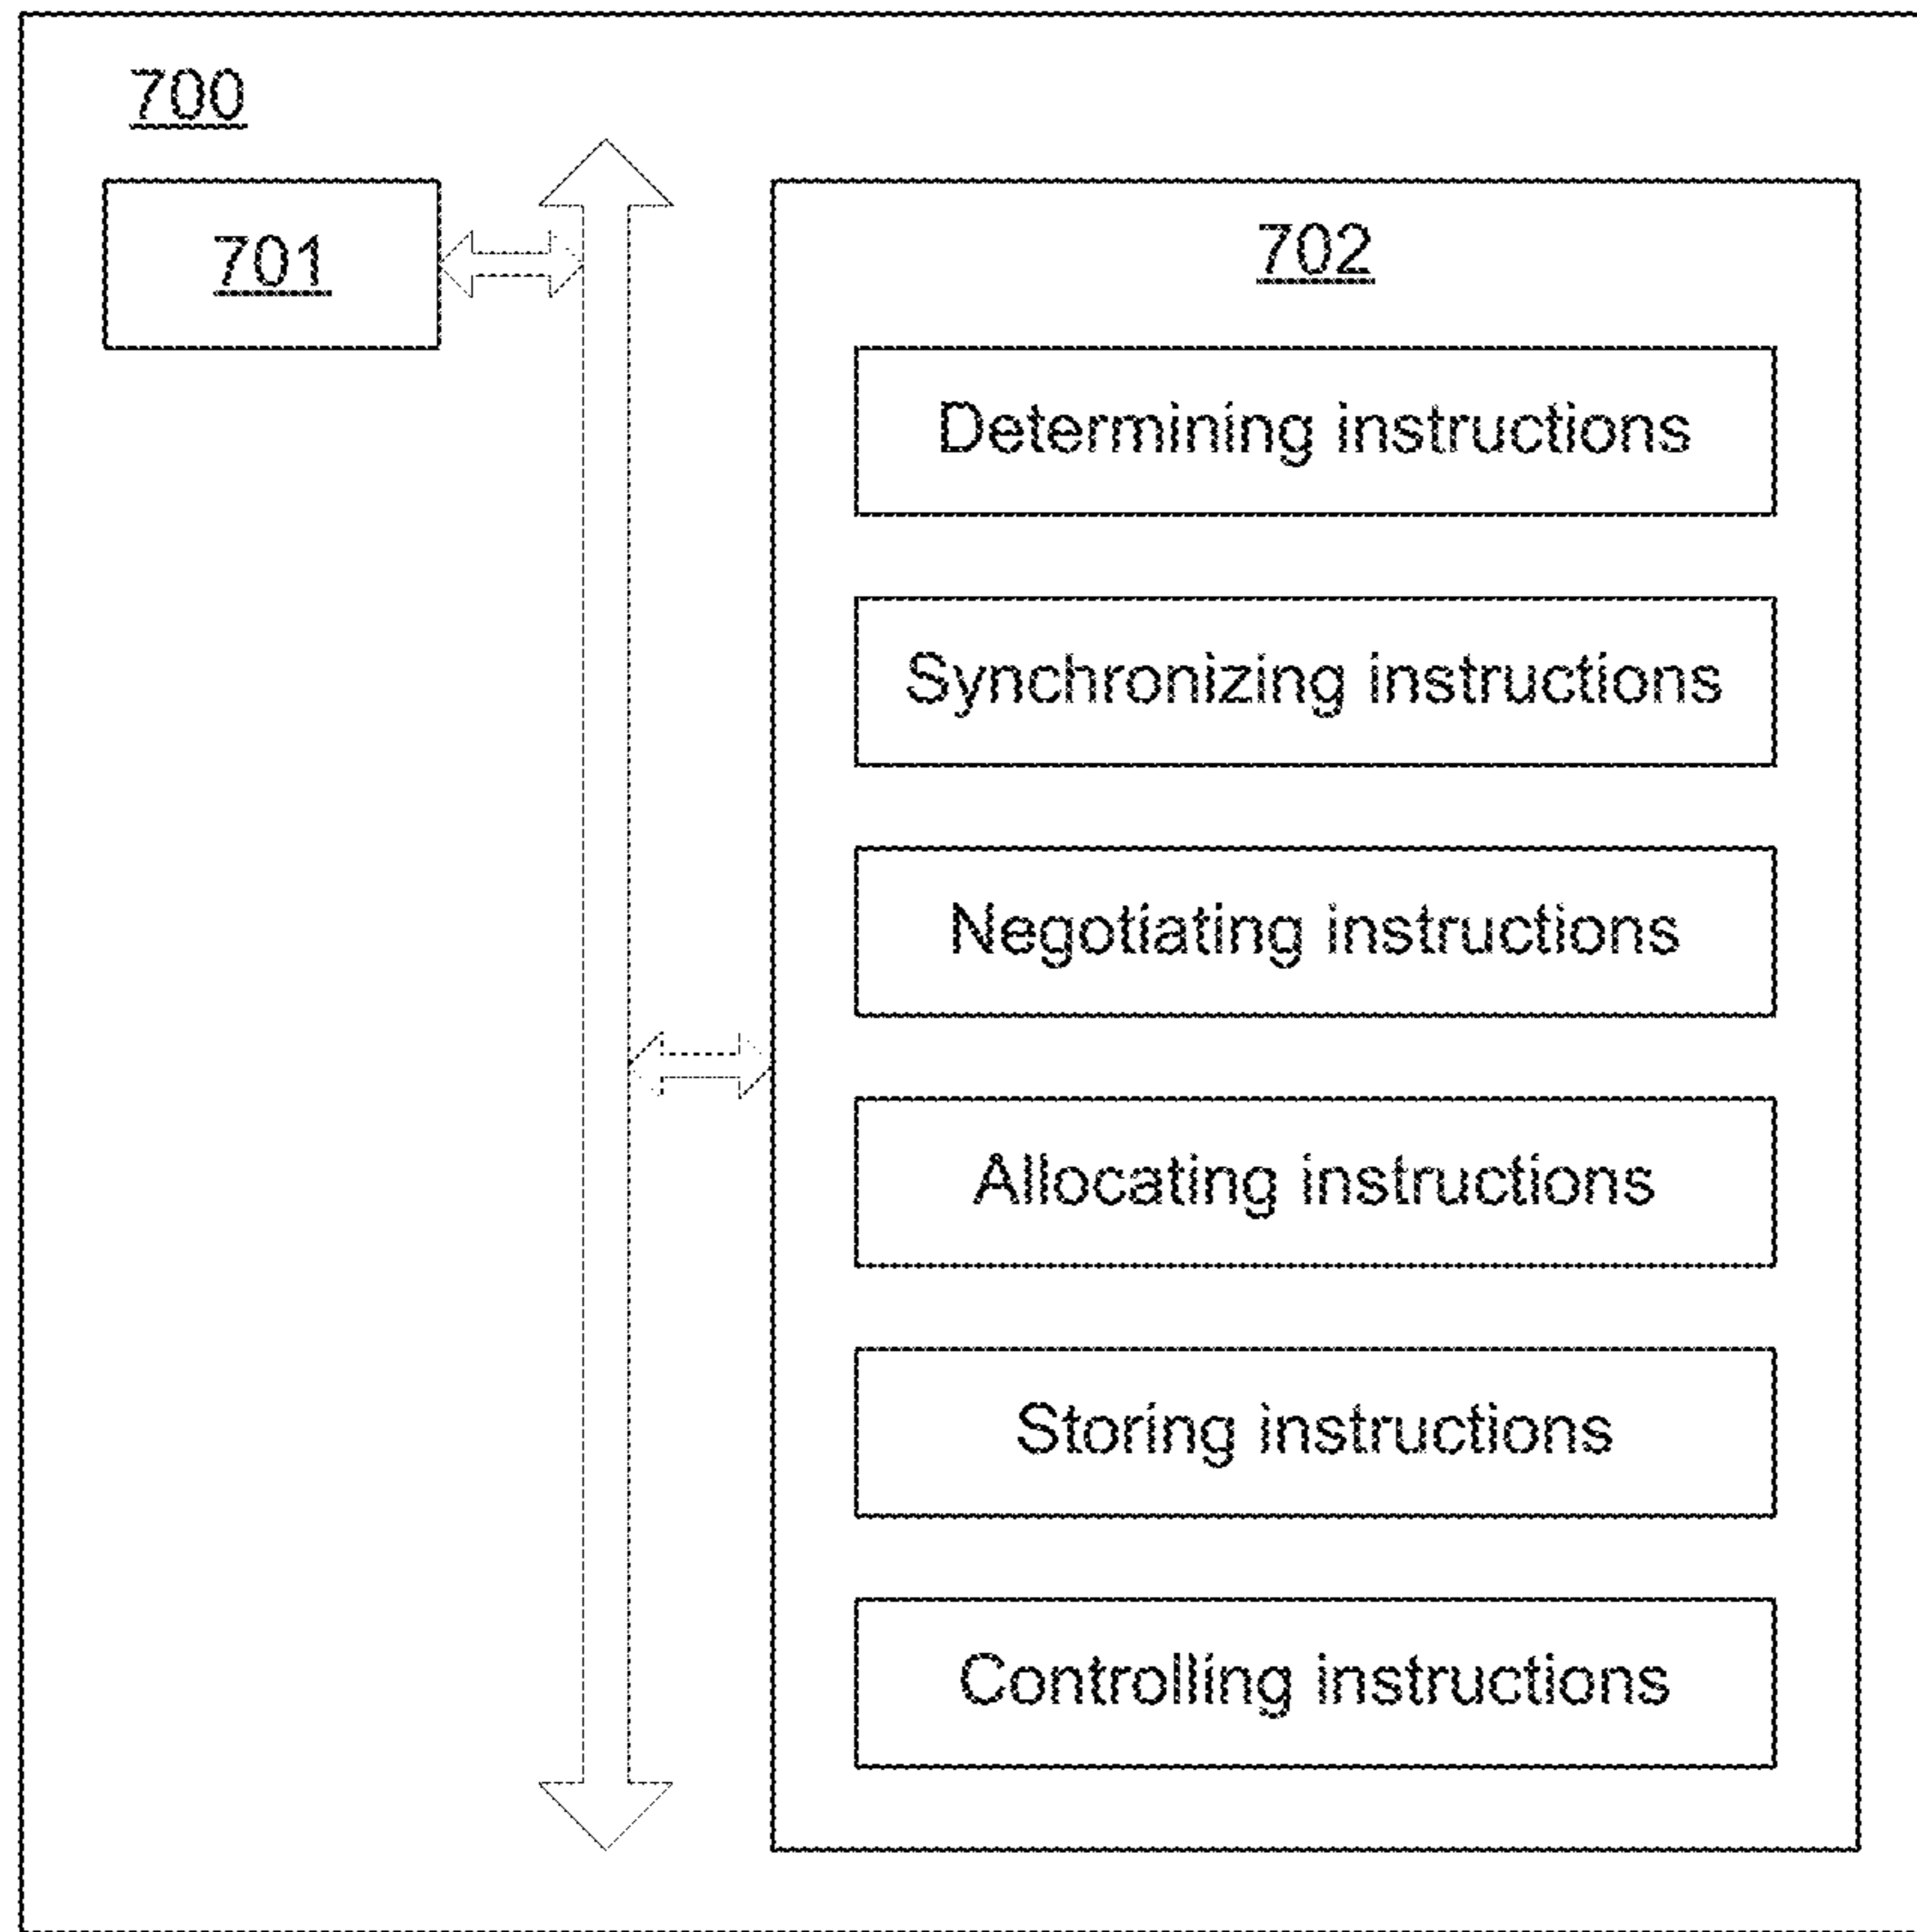 700
701
702
Determining instructions
Synchronizing instructions
Negotiating instructions
Allocating instructions
Storing instructions
Controlling instructions